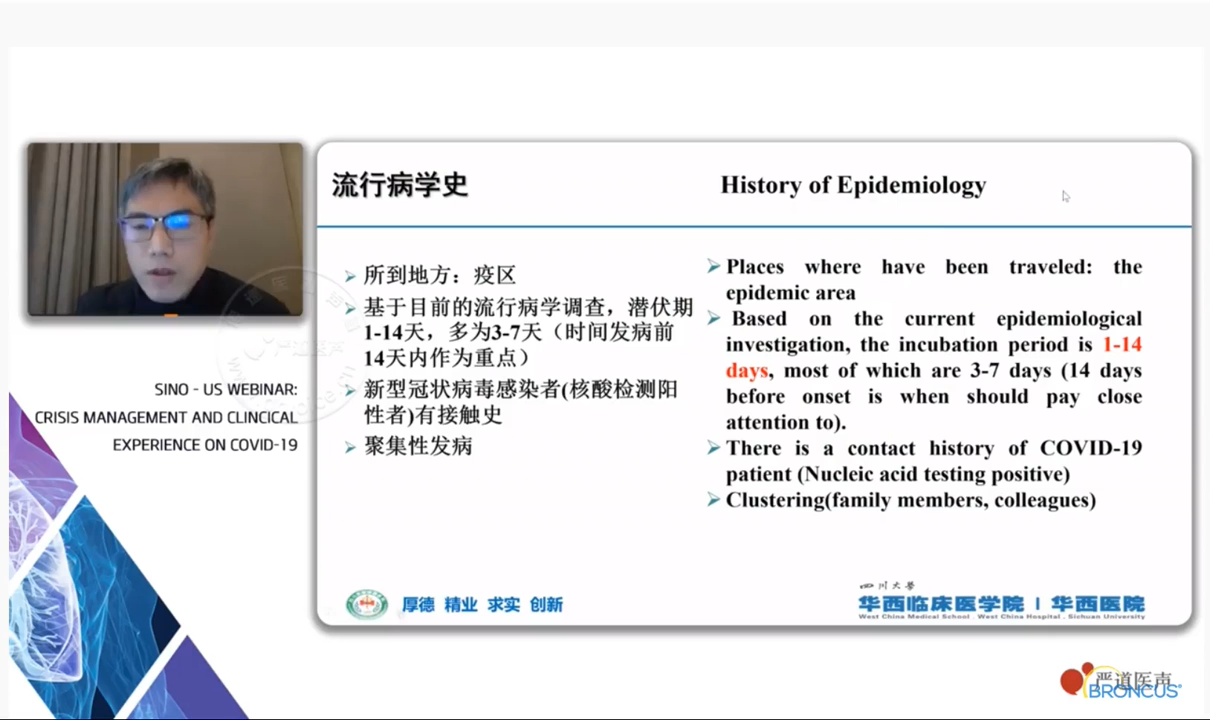 流行病学史
History of Epidemiology
所到地方：疫区
基于目前的流行病学调查，潜伏期
1-14天，多为3-7天（时间发病前
14天内作为重点）
新型冠状病毒感染者(核酸检测阳
性者)有接触史
聚集性发病
Places where have been traveled: the
epidemic area
Based on the current epidemiological
investigation, the incubation period is 1-14
days, most of which are 3-7 days (14 days
before onset is when should pay close
attention to).
There is a contact history of COVID-19
patient (Nucleic acid testing positive)
Clustering(family members, colleagues)
SINO - US WEBINAR:
CRISIS MANAGEMENT AND CLINCICAL
EXPERIENCE ON COVID-19
厚德 精业 求实 创新
四川大学
华西临床医学院 | 华西医院
West China Medical School . West China Hospital . Sichuan University
严道医声
BRONCUS